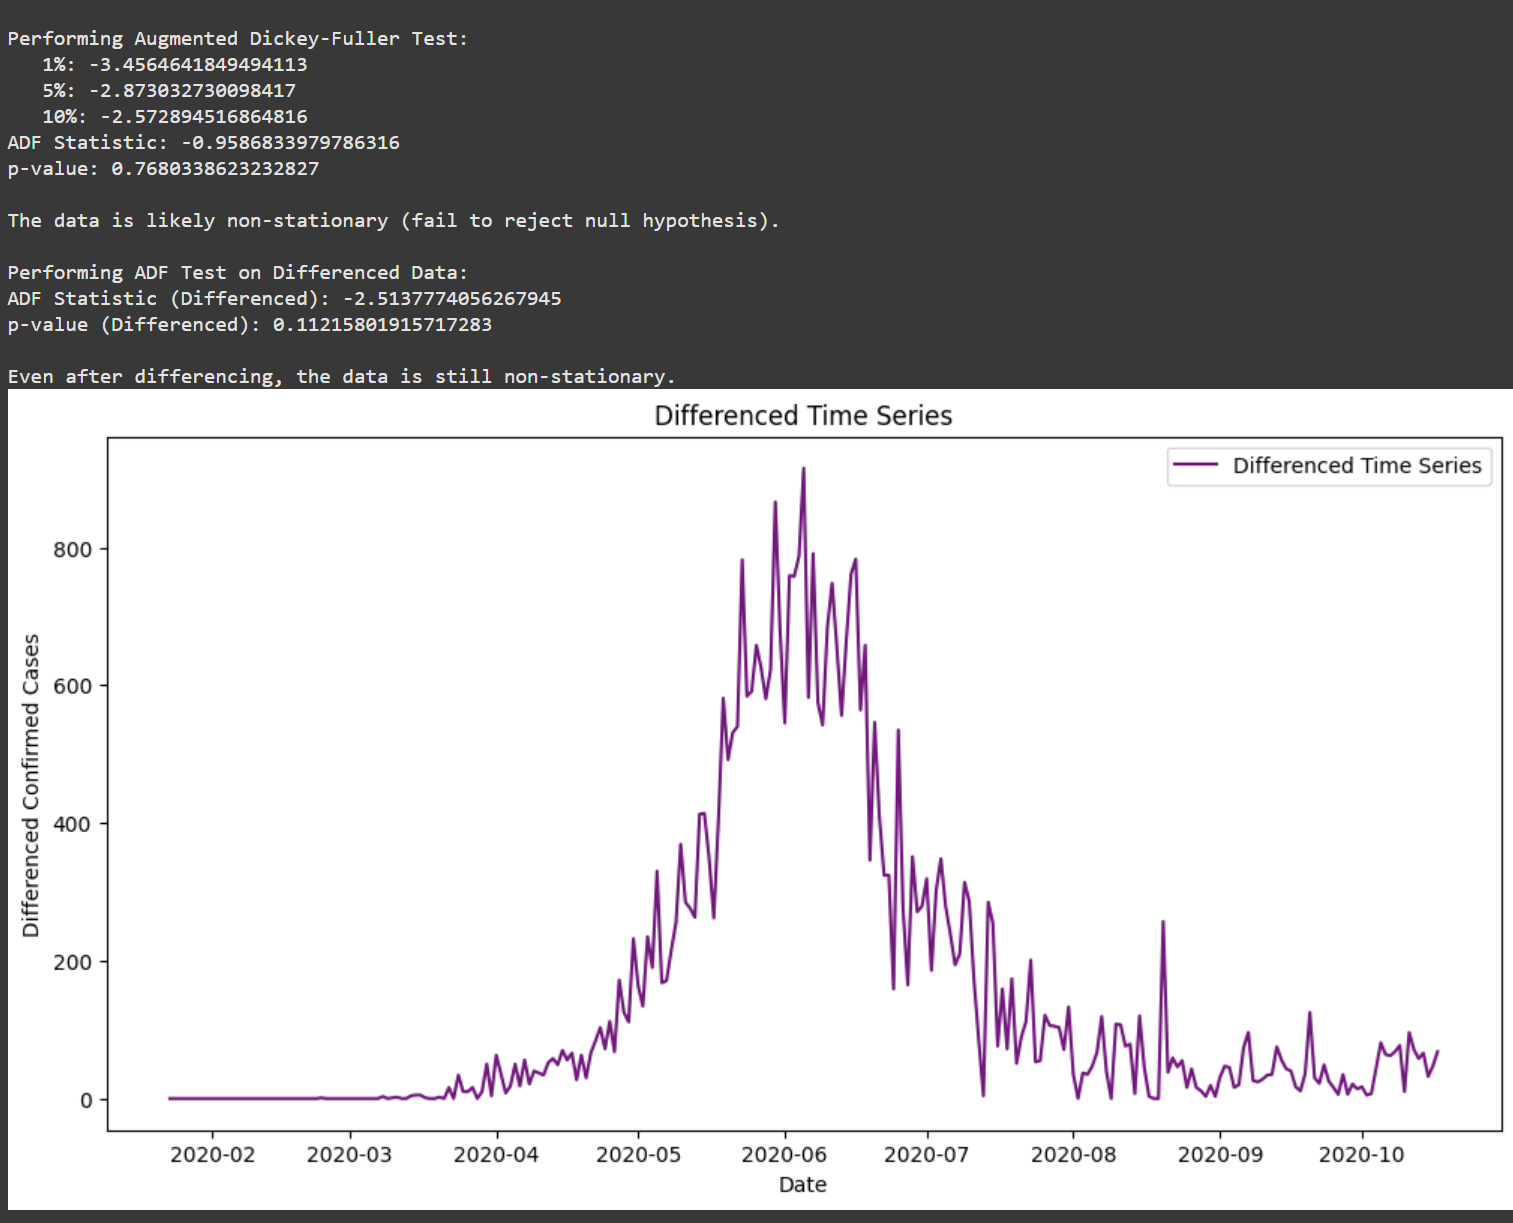 Performing Augmented Dickey-Fuller Test:
1%: -3.4564641849494113
5%: -2.873032730098417
10%: -2.572894516864816
ADF Statistic: -0.9586833979786316
p-value: 0.7680338623232827
The data is likely non-stationary (fail to reject null hypothesis).
Performing ADF Test on Differenced Data:
ADF Statistic (Differenced): -2.5137774056267945
p-value (Differenced): 0.11215801915717283
Even after differencing, the data is still non-stationary.
Differenced Time Series
Differenced Time Series
Differenced Confirmed Cases
800
600
400
200
0
2020-02 2020-03 2020-04 2020-05 2020-06 2020-07 2020-08 2020-09 2020-10
Date